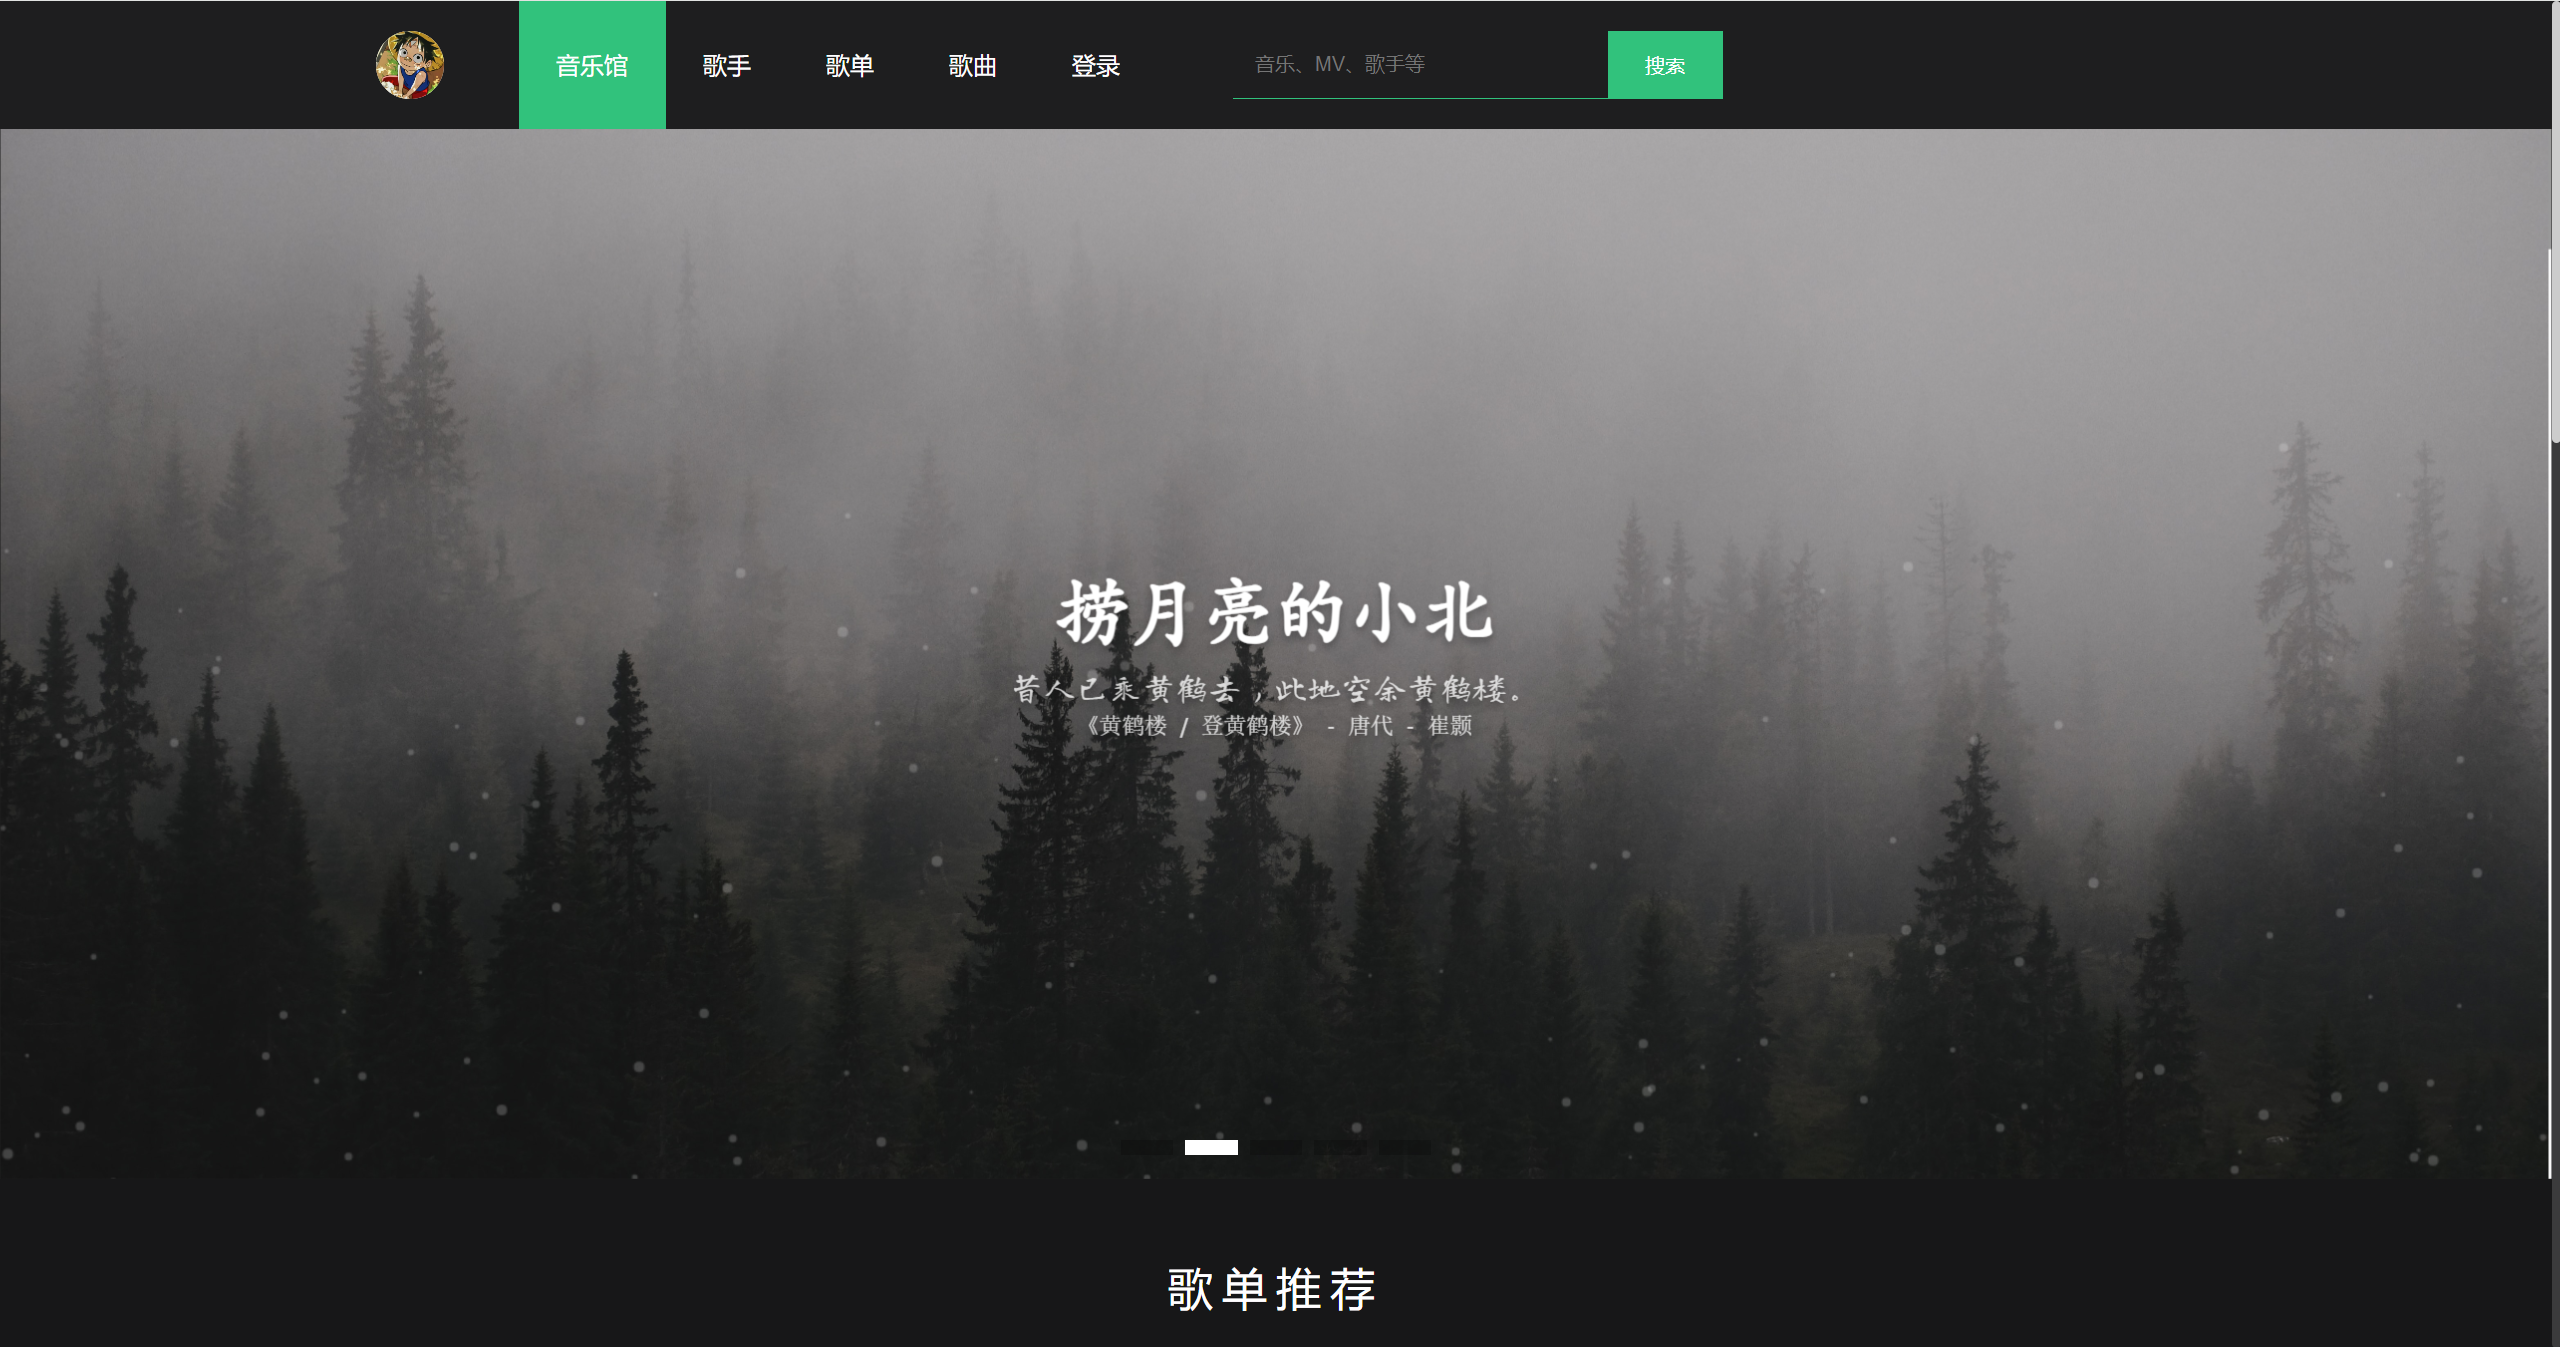 音乐馆
歌手
歌单
歌曲
登录
音乐、MV、歌手等
搜索
捞月亮的小北
昔人已乘黄鹤去，此地空余黄鹤楼。
《黄鹤楼 / 登黄鹤楼》 - 唐代 - 崔颢
歌单推荐